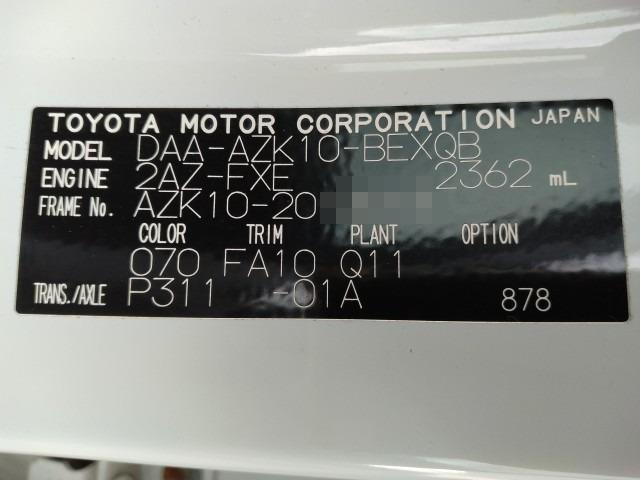 TOYOTA MOTOR CORPORATION JAPAN
MODEL DAA-AZK10-BEXQB
ENGINE 2AZ-FXE 2362 mL
FRAME No. AZK10-20
COLOR TRIM PLANT OPTION
070 FA10 Q11
TRANS./AXLE P311 -01A 878